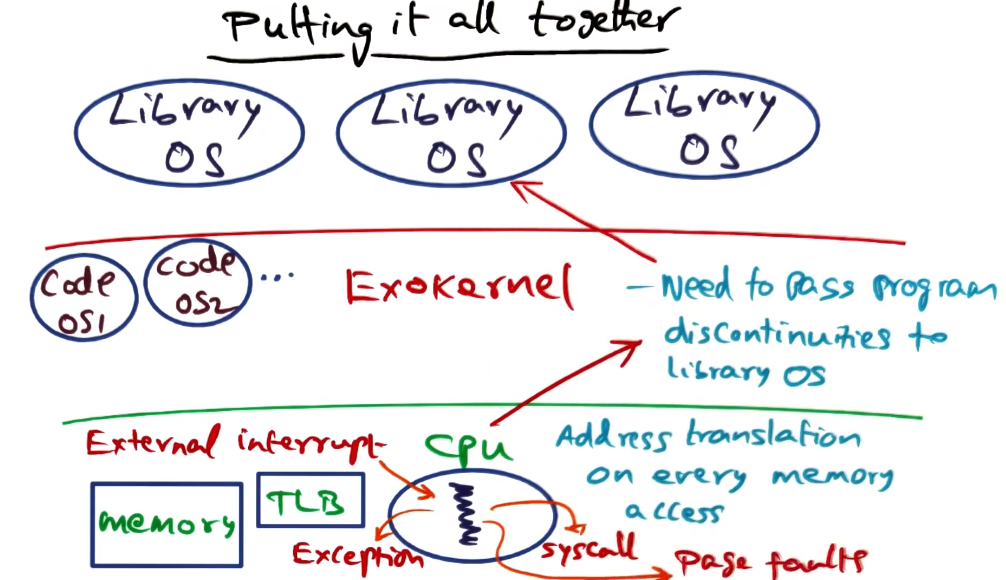 Putting it all together
Library
OS
Library
OS
Library
OS
Code
OS1
Code
OS2
...
Exokernel
- Need to pass program
discontinuities to
library OS
External interrupt
CPU
Address translation
on every memory
access
memory
TLB
Exception
syscall
page faults